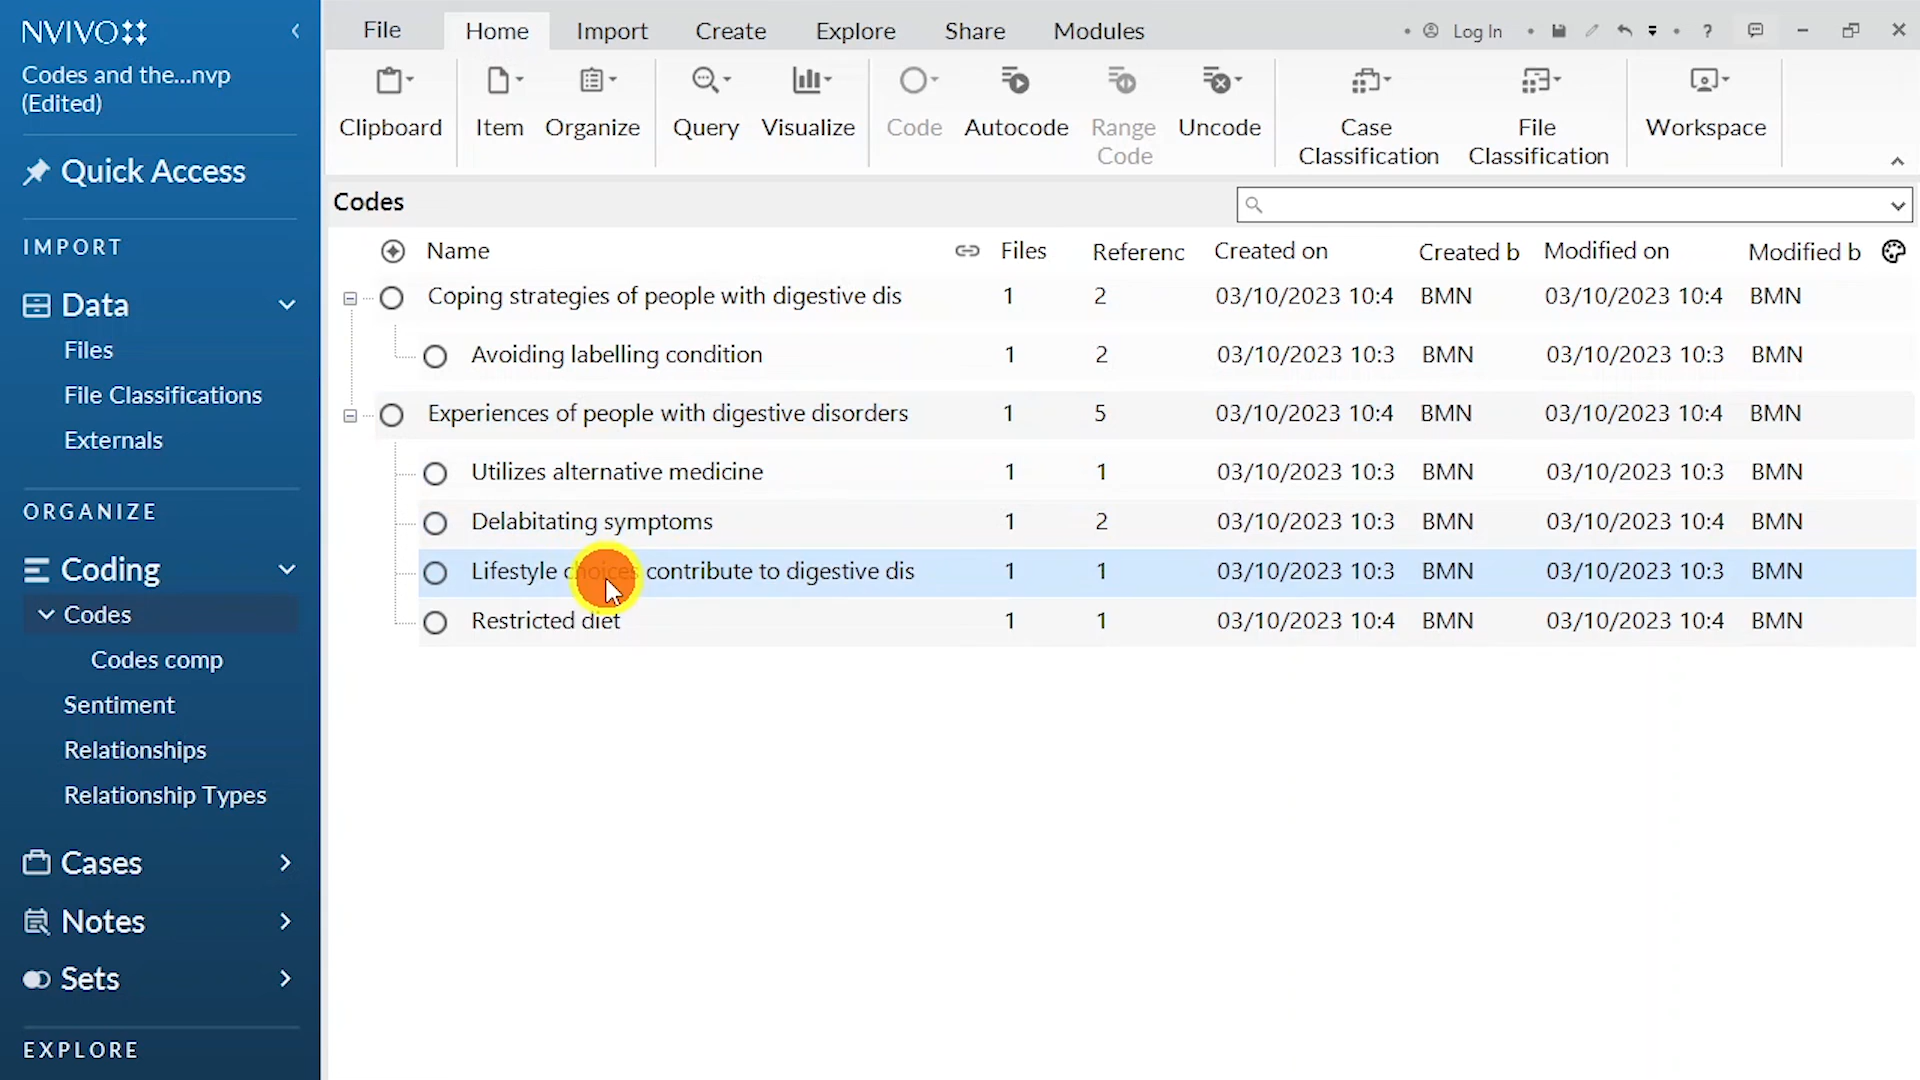 NVIVO
Codes and the...nvp
(Edited)
Quick Access
IMPORT
Data
Files
File Classifications
Externals
ORGANIZE
Coding
Codes
Codes comp
Sentiment
Relationships
Relationship Types
Cases
Notes
Sets
EXPLORE
File Home Import Create Explore Share Modules Log In ?
Clipboard Item Organize Query Visualize Code Autocode Range Code Uncode Case Classification File Classification Workspace
Codes
Name Files Referenc Created on Created b Modified on Modified b
Coping strategies of people with digestive dis 1 2 03/10/2023 10:4 BMN 03/10/2023 10:4 BMN
Avoiding labelling condition 1 2 03/10/2023 10:3 BMN 03/10/2023 10:3 BMN
Experiences of people with digestive disorders 1 5 03/10/2023 10:4 BMN 03/10/2023 10:4 BMN
Utilizes alternative medicine 1 1 03/10/2023 10:3 BMN 03/10/2023 10:3 BMN
Delabitating symptoms 1 2 03/10/2023 10:3 BMN 03/10/2023 10:4 BMN
Lifestyle choices contribute to digestive dis 1 1 03/10/2023 10:3 BMN 03/10/2023 10:3 BMN
Restricted diet 1 1 03/10/2023 10:4 BMN 03/10/2023 10:4 BMN